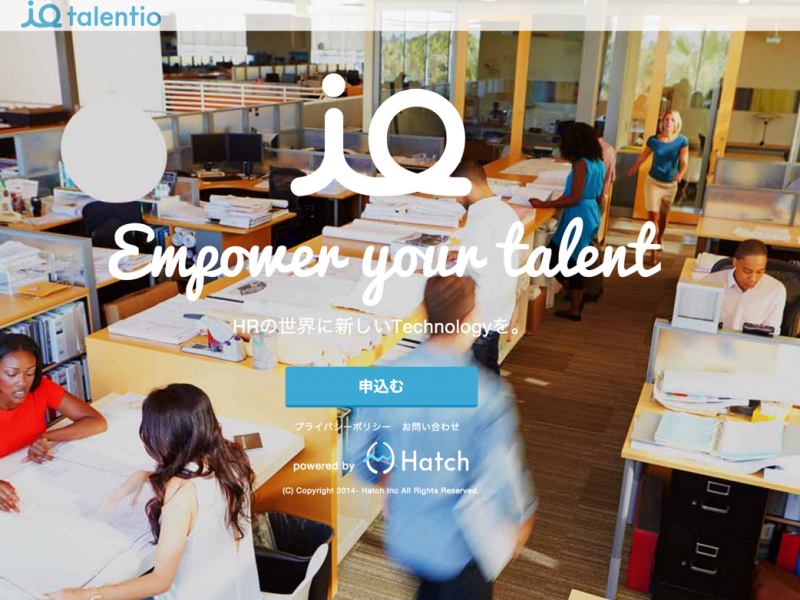 iQ talentio
iQ
Empower your talent
HRの世界に新しいTechnologyを。
申込む
プライバシーポリシー お問い合わせ
powered by Hatch
(C) Copyright 2014- Hatch Inc All Rights Reserved.